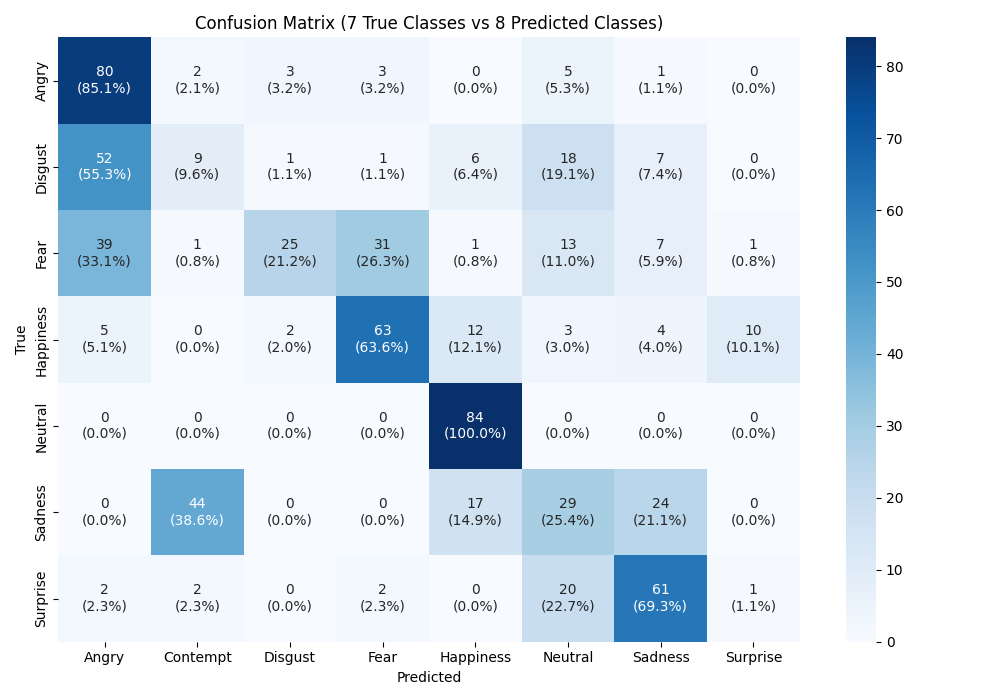 Confusion Matrix (7 True Classes vs 8 Predicted Classes)
Angry
80 2 3 3 0 5 1 0
(85.1%) (2.1%) (3.2%) (3.2%) (0.0%) (5.3%) (1.1%) (0.0%)
Disgust
52 9 1 1 6 18 7 0
(55.3%) (9.6%) (1.1%) (1.1%) (6.4%) (19.1%) (7.4%) (0.0%)
Fear
39 1 25 31 1 13 7 1
(33.1%) (0.8%) (21.2%) (26.3%) (0.8%) (11.0%) (5.9%) (0.8%)
True
Happiness
5 0 2 63 12 3 4 10
(5.1%) (0.0%) (2.0%) (63.6%) (12.1%) (3.0%) (4.0%) (10.1%)
Neutral
0 0 0 0 84 0 0 0
(0.0%) (0.0%) (0.0%) (0.0%) (100.0%) (0.0%) (0.0%) (0.0%)
Sadness
0 44 0 0 17 29 24 0
(0.0%) (38.6%) (0.0%) (0.0%) (14.9%) (25.4%) (21.1%) (0.0%)
Surprise
2 2 0 2 0 20 61 1
(2.3%) (2.3%) (0.0%) (2.3%) (0.0%) (22.7%) (69.3%) (1.1%)
Angry Contempt Disgust Fear Happiness Neutral Sadness Surprise
Predicted
80
70
60
50
40
30
20
10
0